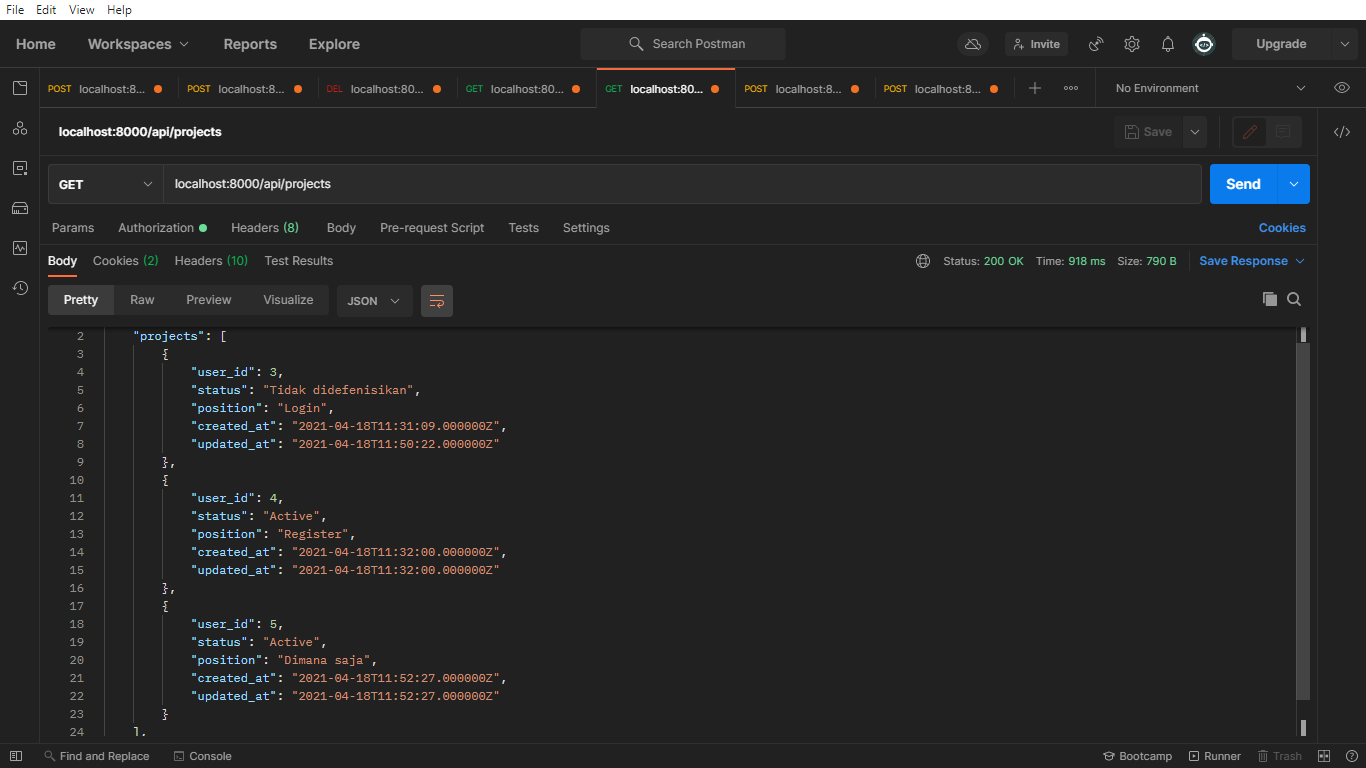 File Edit View Help
Home Workspaces Reports Explore Search Postman Invite Upgrade
POST localhost:8... POST localhost:8... DEL localhost:80... GET localhost:80... GET localhost:80... POST localhost:8... POST localhost:8... No Environment
localhost:8000/api/projects Save
GET localhost:8000/api/projects Send
Params Authorization Headers (8) Body Pre-request Script Tests Settings Cookies
Body Cookies (2) Headers (10) Test Results Status: 200 OK Time: 918 ms Size: 790 B Save Response
Pretty Raw Preview Visualize JSON
2 "projects": [
3 {
4 "user_id": 3,
5 "status": "Tidak didefenisikan",
6 "position": "Login",
7 "created_at": "2021-04-18T11:31:09.000000Z",
8 "updated_at": "2021-04-18T11:50:22.000000Z"
9 },
10 {
11 "user_id": 4,
12 "status": "Active",
13 "position": "Register",
14 "created_at": "2021-04-18T11:32:00.000000Z",
15 "updated_at": "2021-04-18T11:32:00.000000Z"
16 },
17 {
18 "user_id": 5,
19 "status": "Active",
20 "position": "Dimana saja",
21 "created_at": "2021-04-18T11:52:27.000000Z",
22 "updated_at": "2021-04-18T11:52:27.000000Z"
23 }
24 ],
Find and Replace Console Bootcamp Runner Trash